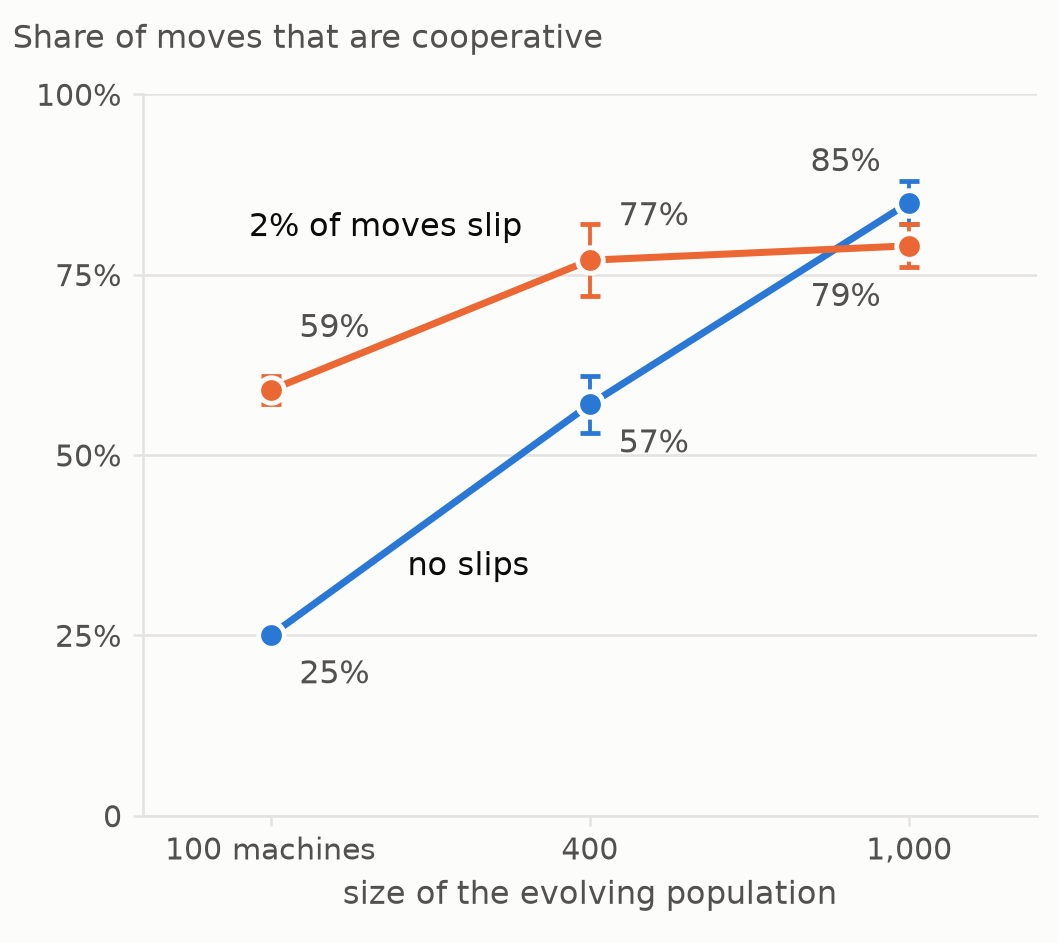 Share of moves that are cooperative
100%
85%
77%
2% of moves slip
75%
79%
59%
50%
57%
no slips
25%
25%
0
100 machines 400 1,000
size of the evolving population